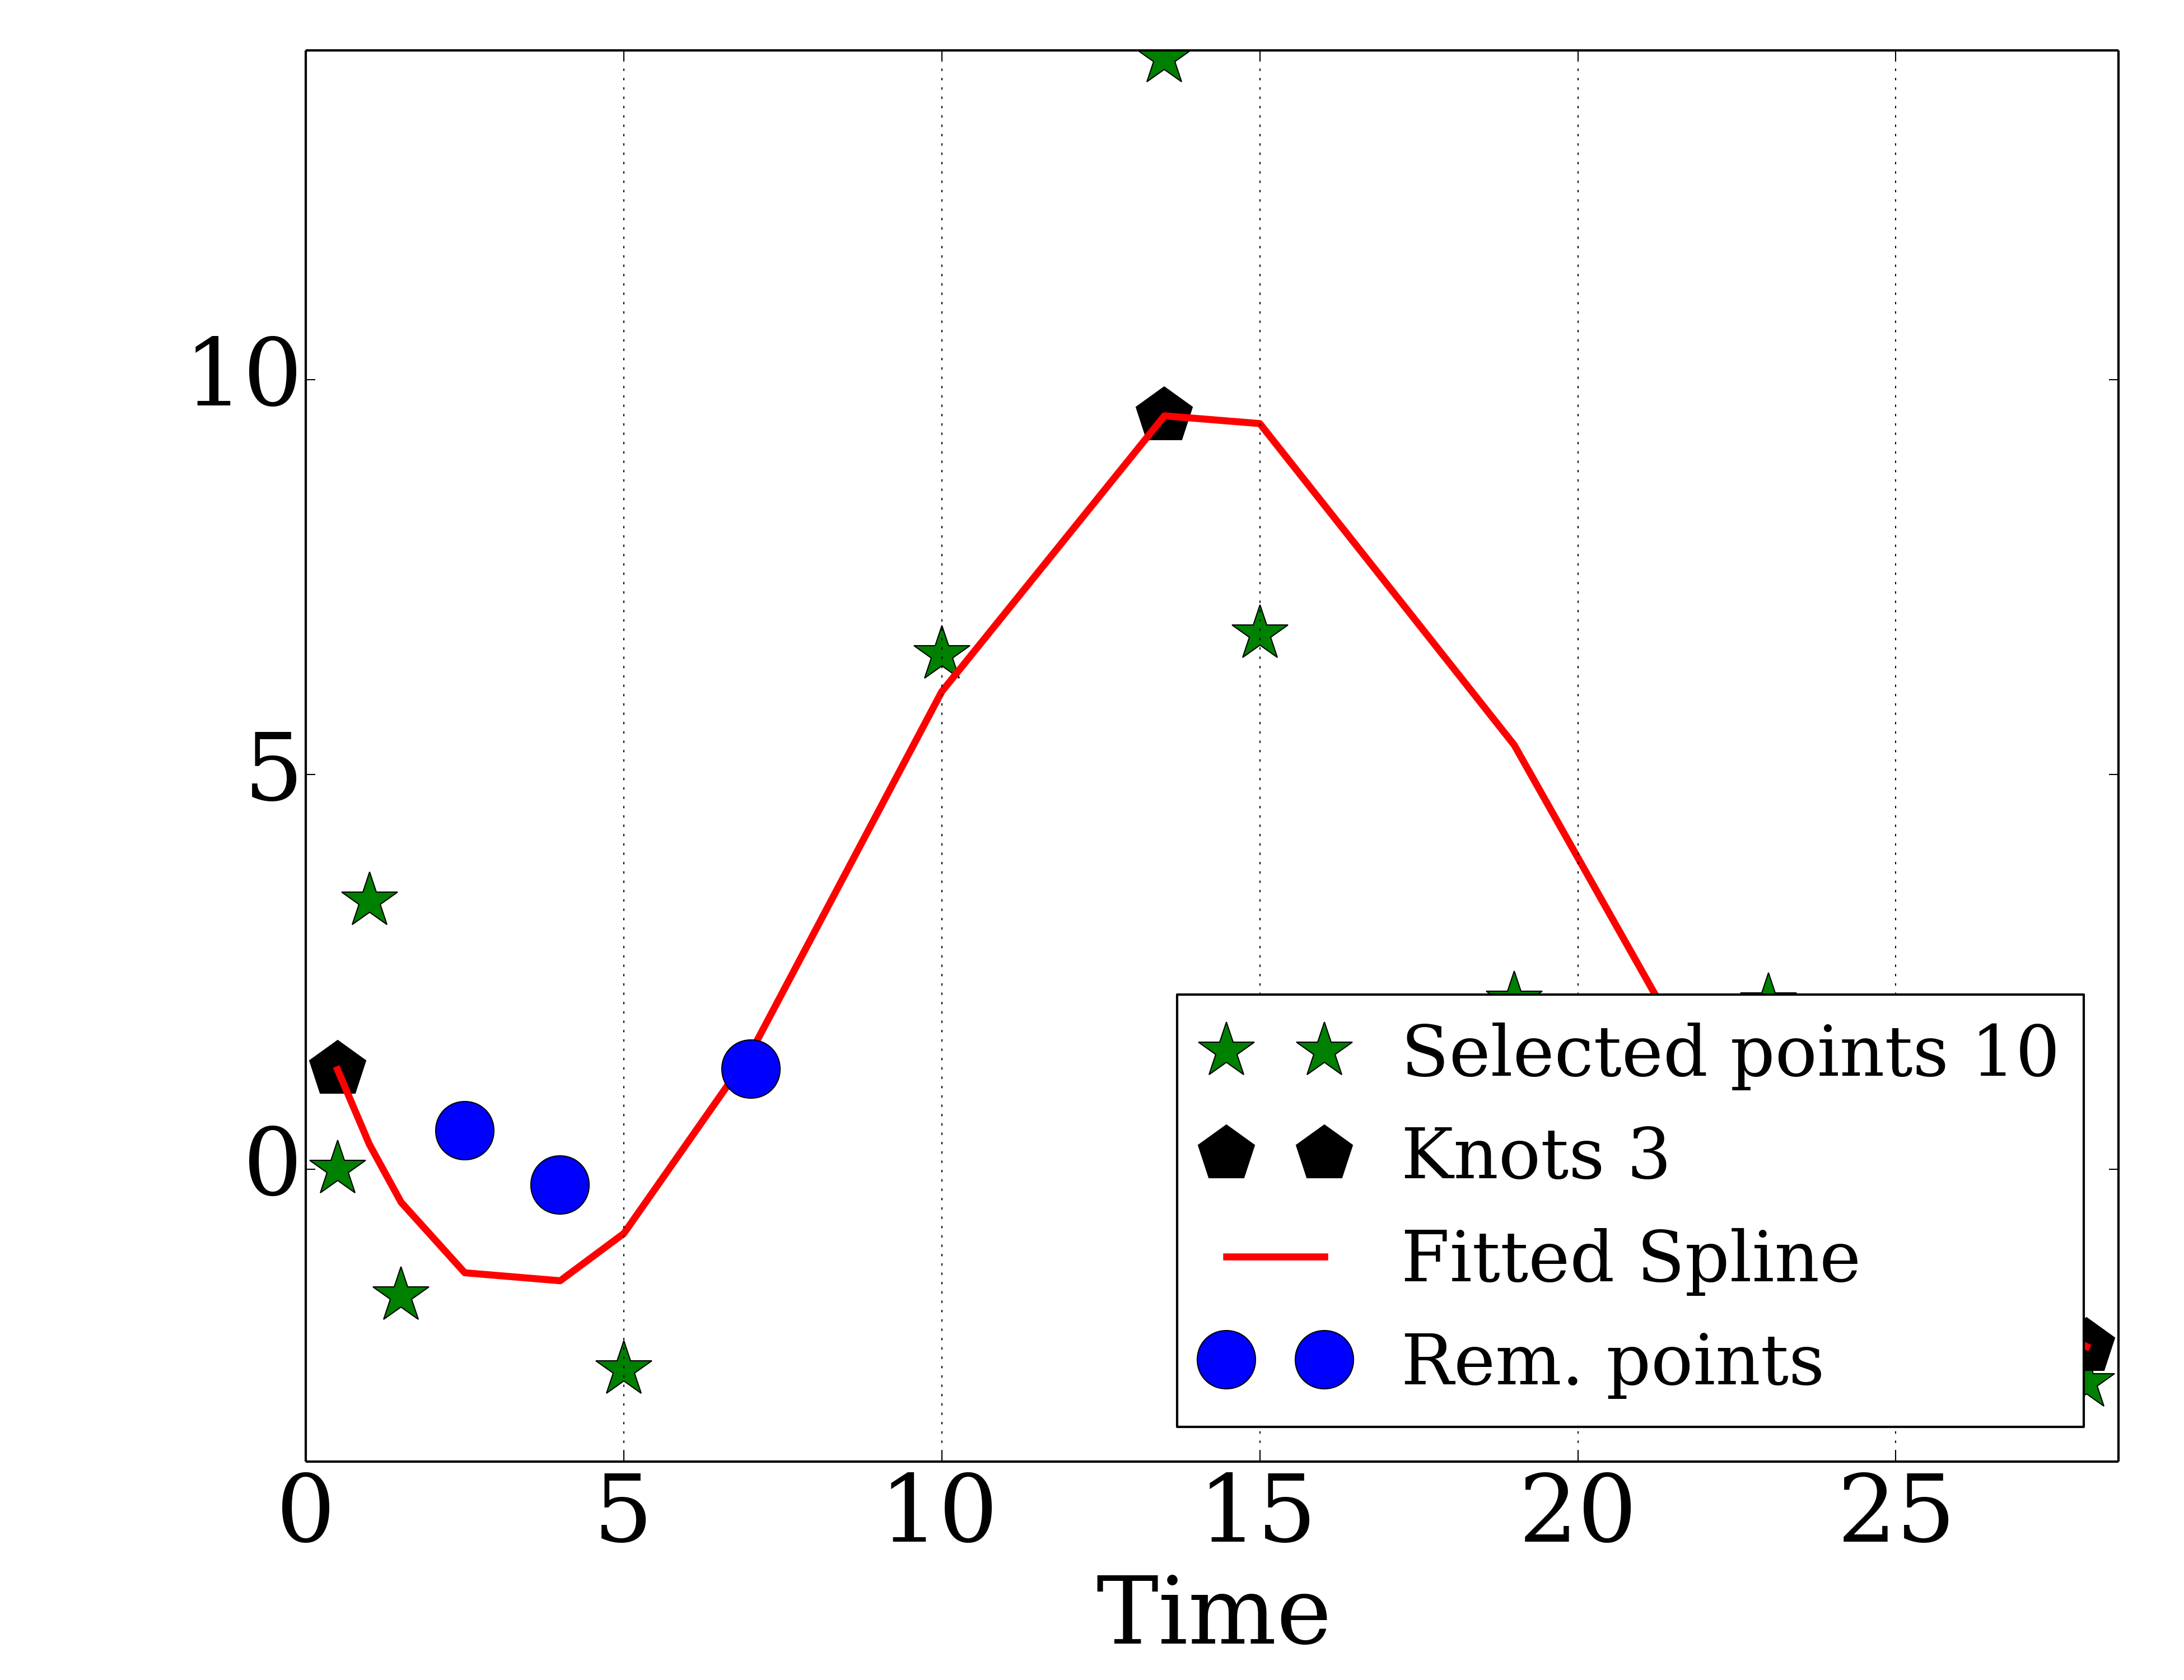 10
5
0
Selected points 10
Knots 3
Fitted Spline
Rem. points
0 5 10 15 20 25
Time